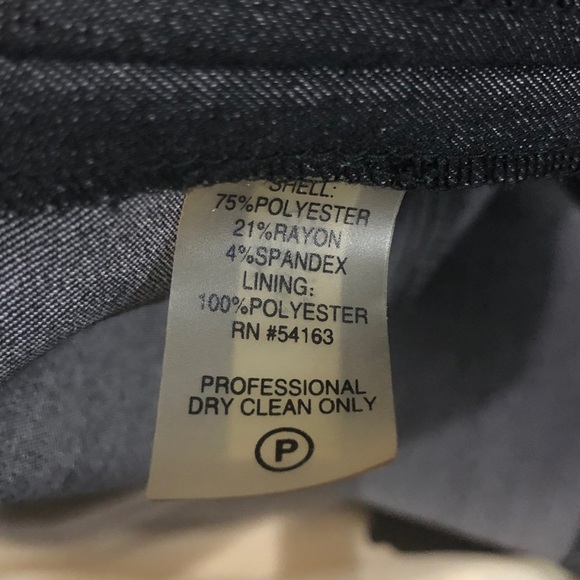 SHELL:
75%POLYESTER
21%RAYON
4%SPANDEX
LINING:
100%POLYESTER
RN #54163
PROFESSIONAL
DRY CLEAN ONLY
P